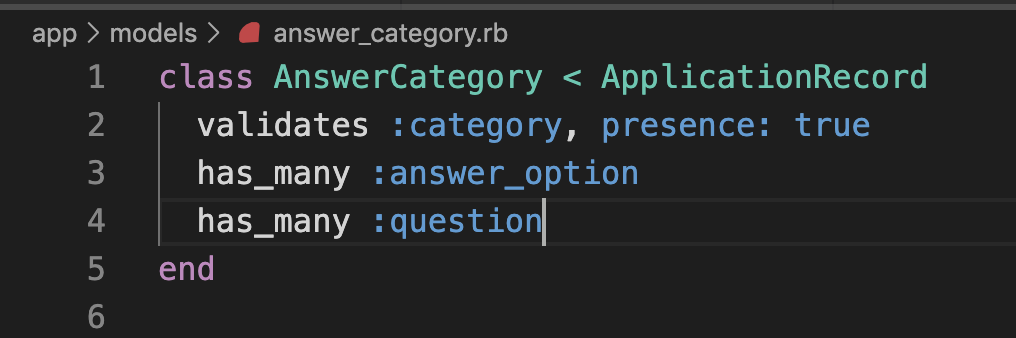 app > models > answer_category.rb
1 class AnswerCategory < ApplicationRecord
2 validates :category, presence: true
3 has_many :answer_option
4 has_many :question
5 end
6